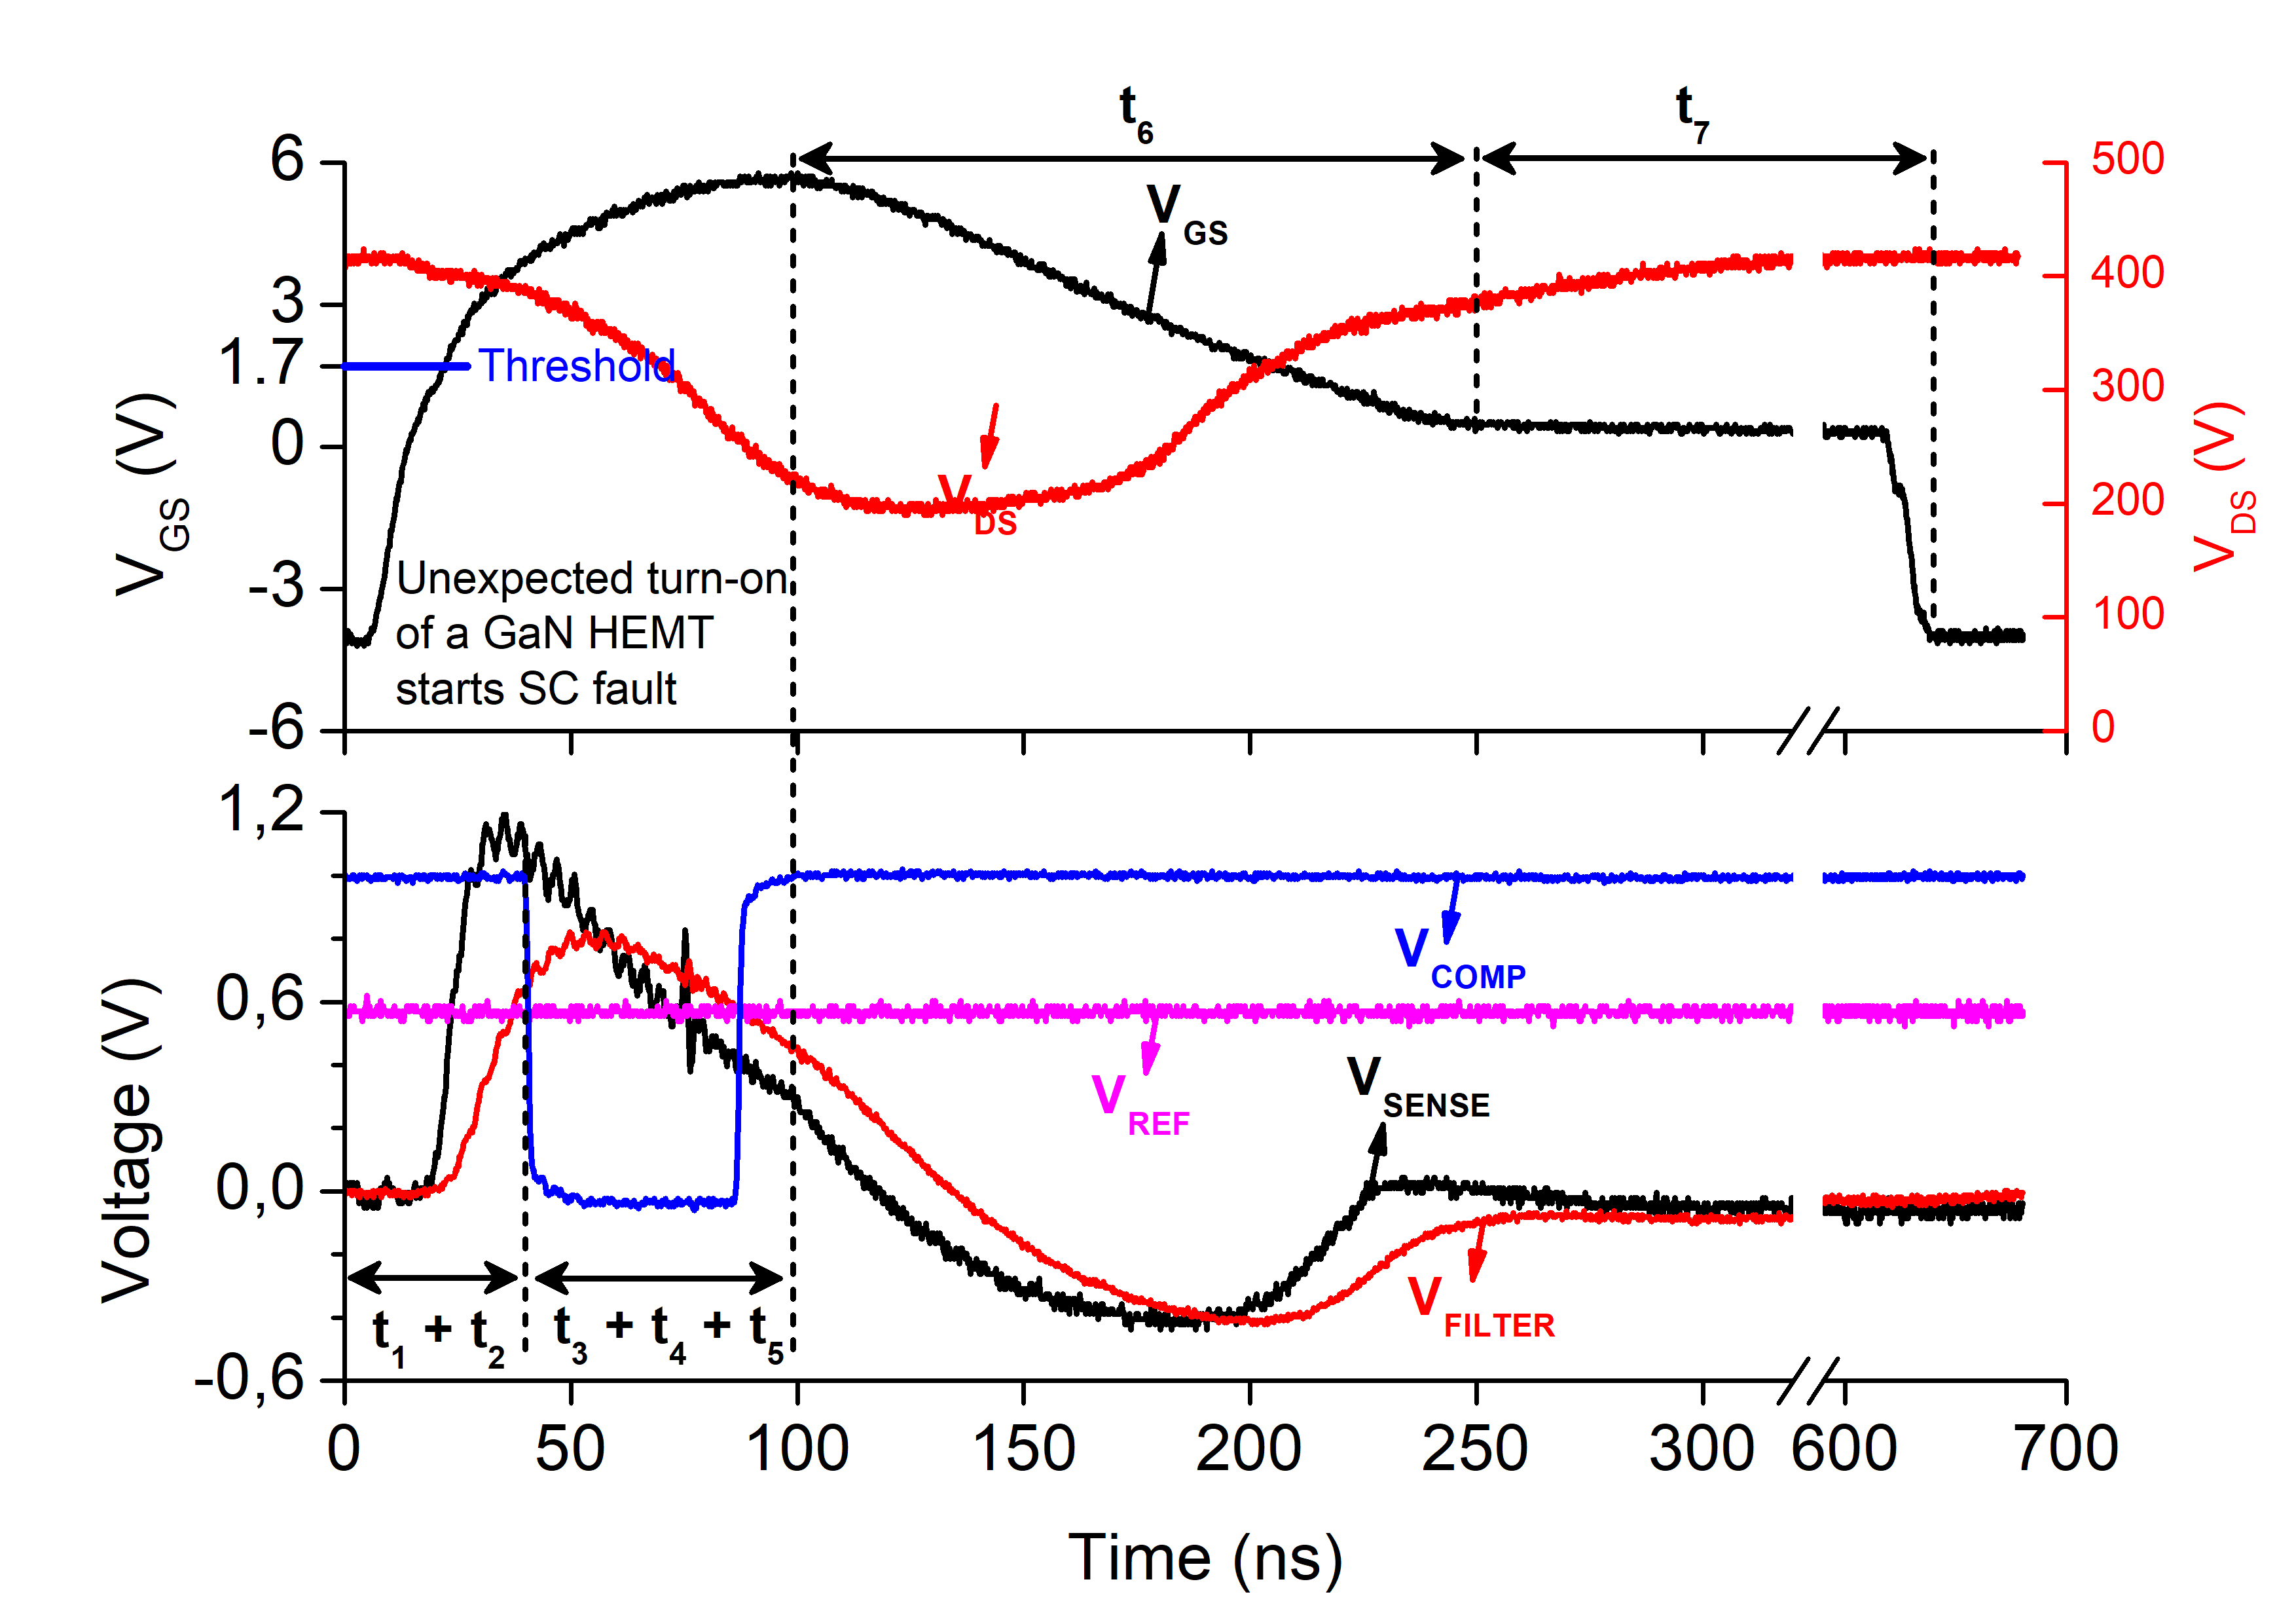 t6
t7
6
3
1.7
0
-3
-6
VGS (V)
500
400
300
200
100
0
VDS (V)
VGS
Threshold
VDS
Unexpected turn-on
of a GaN HEMT
starts SC fault
1,2
0,6
0,0
-0,6
Voltage (V)
VCOMP
VREF
VSENSE
VFILTER
t1 + t2
t3 + t4 + t5
0 50 100 150 200 250 300 600 700
Time (ns)